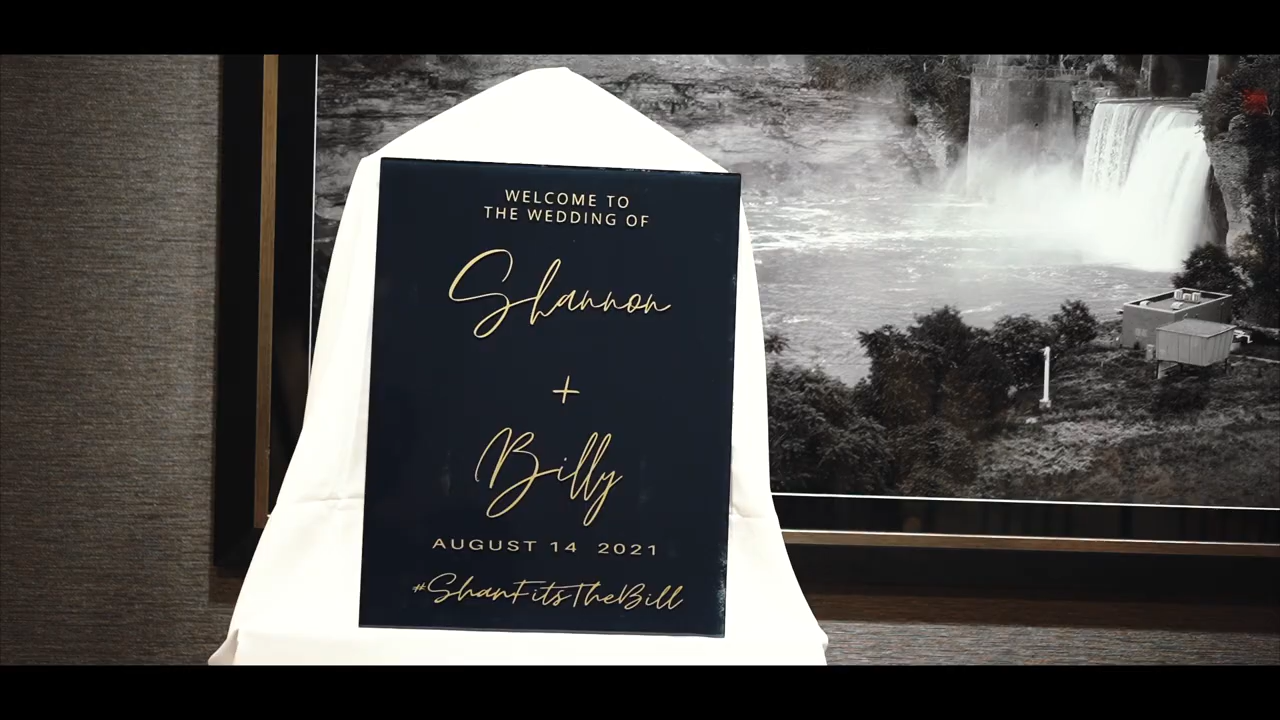 WELCOME TO
THE WEDDING OF
Shannon
+
Billy
AUGUST 14 2021
#ShanFitsTheBill